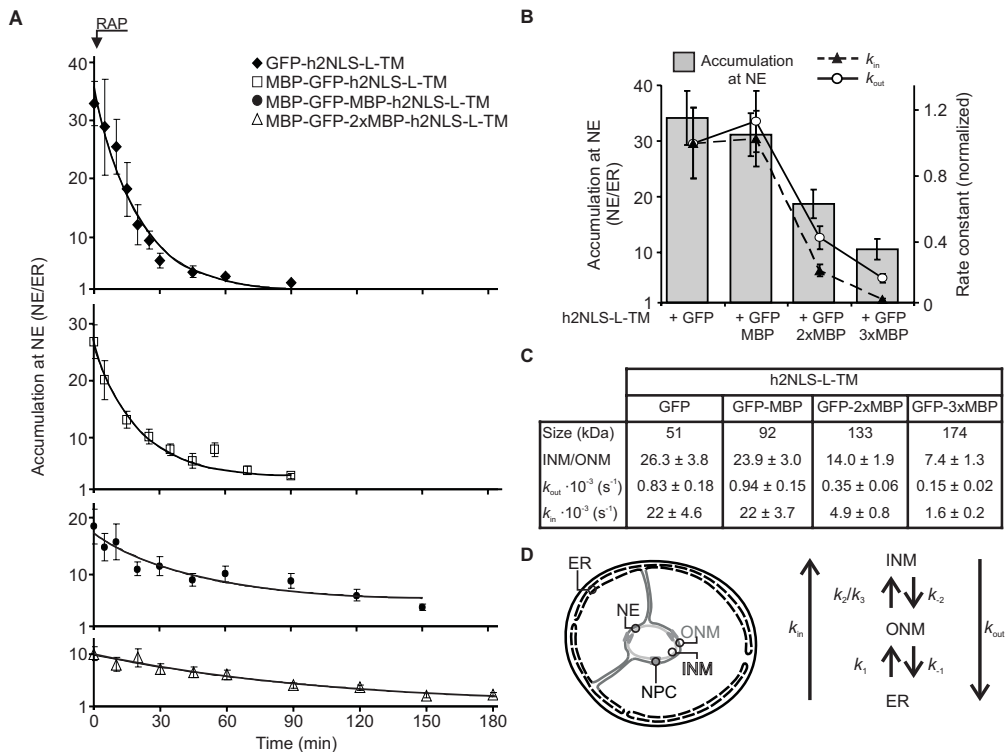 A
RAP
Accumulation at NE (NE/ER)
40
30
20
10
1
◆ GFP-h2NLS-L-TM
□ MBP-GFP-h2NLS-L-TM
● MBP-GFP-MBP-h2NLS-L-TM
△ MBP-GFP-2xMBP-h2NLS-L-TM
30
20
10
1
20
10
1
10
1
0 30 60 90 120 150 180
Time (min)
B
Accumulation at NE
k_in
k_out
Accumulation at NE
(NE/ER)
40
30
20
10
1
1.2
0.8
0.4
0
Rate constant (normalized)
h2NLS-L-TM + GFP + GFP MBP + GFP 2xMBP + GFP 3xMBP
C
h2NLS-L-TM
GFP GFP-MBP GFP-2xMBP GFP-3xMBP
Size (kDa) 51 92 133 174
INM/ONM 26.3 ± 3.8 23.9 ± 3.0 14.0 ± 1.9 7.4 ± 1.3
k_out ·10⁻³ (s⁻¹) 0.83 ± 0.18 0.94 ± 0.15 0.35 ± 0.06 0.15 ± 0.02
k_in ·10⁻³ (s⁻¹) 22 ± 4.6 22 ± 3.7 4.9 ± 0.8 1.6 ± 0.2
D
ER
NE
ONM
INM
NPC
k_in
INM
k₂/k₃ k₋₂
ONM
k₁ k₋₁
ER
k_out